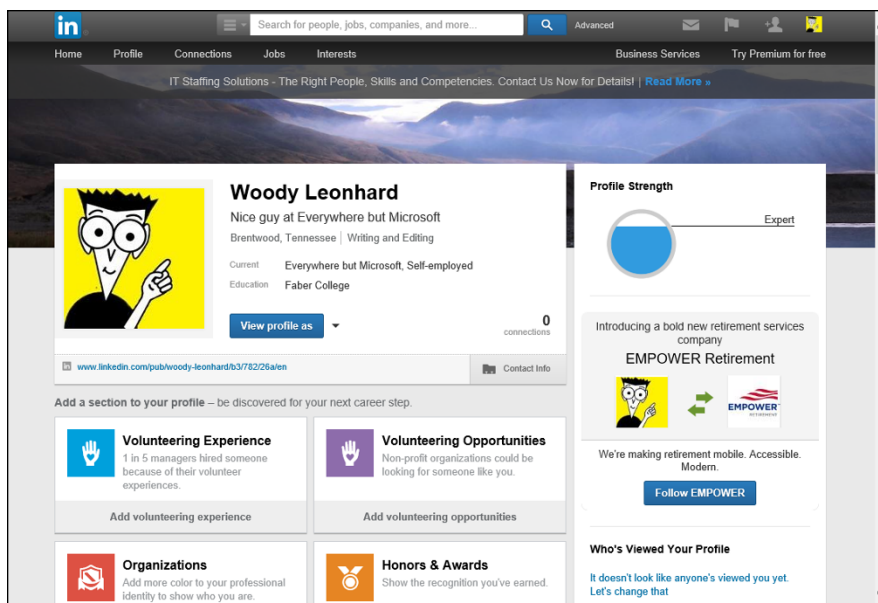 in
Search for people, jobs, companies, and more...
Advanced
Home Profile Connections Jobs Interests Business Services Try Premium for free
IT Staffing Solutions - The Right People, Skills and Competencies. Contact Us Now for Details! | Read More »
Woody Leonhard
Nice guy at Everywhere but Microsoft
Brentwood, Tennessee | Writing and Editing
Current Everywhere but Microsoft, Self-employed
Education Faber College
View profile as
0
connections
in www.linkedin.com/pub/woody-leonhard/b3/782/26a/en
Contact Info
Add a section to your profile – be discovered for your next career step.
Volunteering Experience
1 in 5 managers hired someone
because of their volunteer
experiences.
Add volunteering experience
Volunteering Opportunities
Non-profit organizations could be
looking for someone like you.
Add volunteering opportunities
Organizations
Add more color to your professional
identity to show who you are.
Honors & Awards
Show the recognition you've earned.
Profile Strength
Expert
Introducing a bold new retirement services
company
EMPOWER Retirement
EMPOWER
RETIREMENT
We're making retirement mobile. Accessible.
Modern.
Follow EMPOWER
Who's Viewed Your Profile
It doesn't look like anyone's viewed you yet.
Let's change that